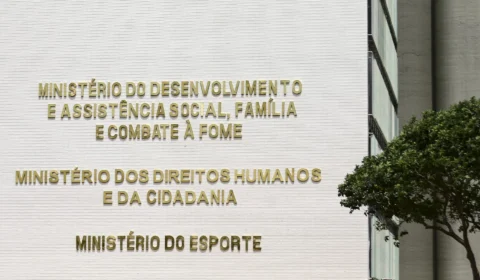 MINISTÉRIO DO DESENVOLVIMENTO
E ASSISTÊNCIA SOCIAL, FAMÍLIA
E COMBATE À FOME
MINISTÉRIO DOS DIREITOS HUMANOS
E DA CIDADANIA
MINISTÉRIO DO ESPORTE